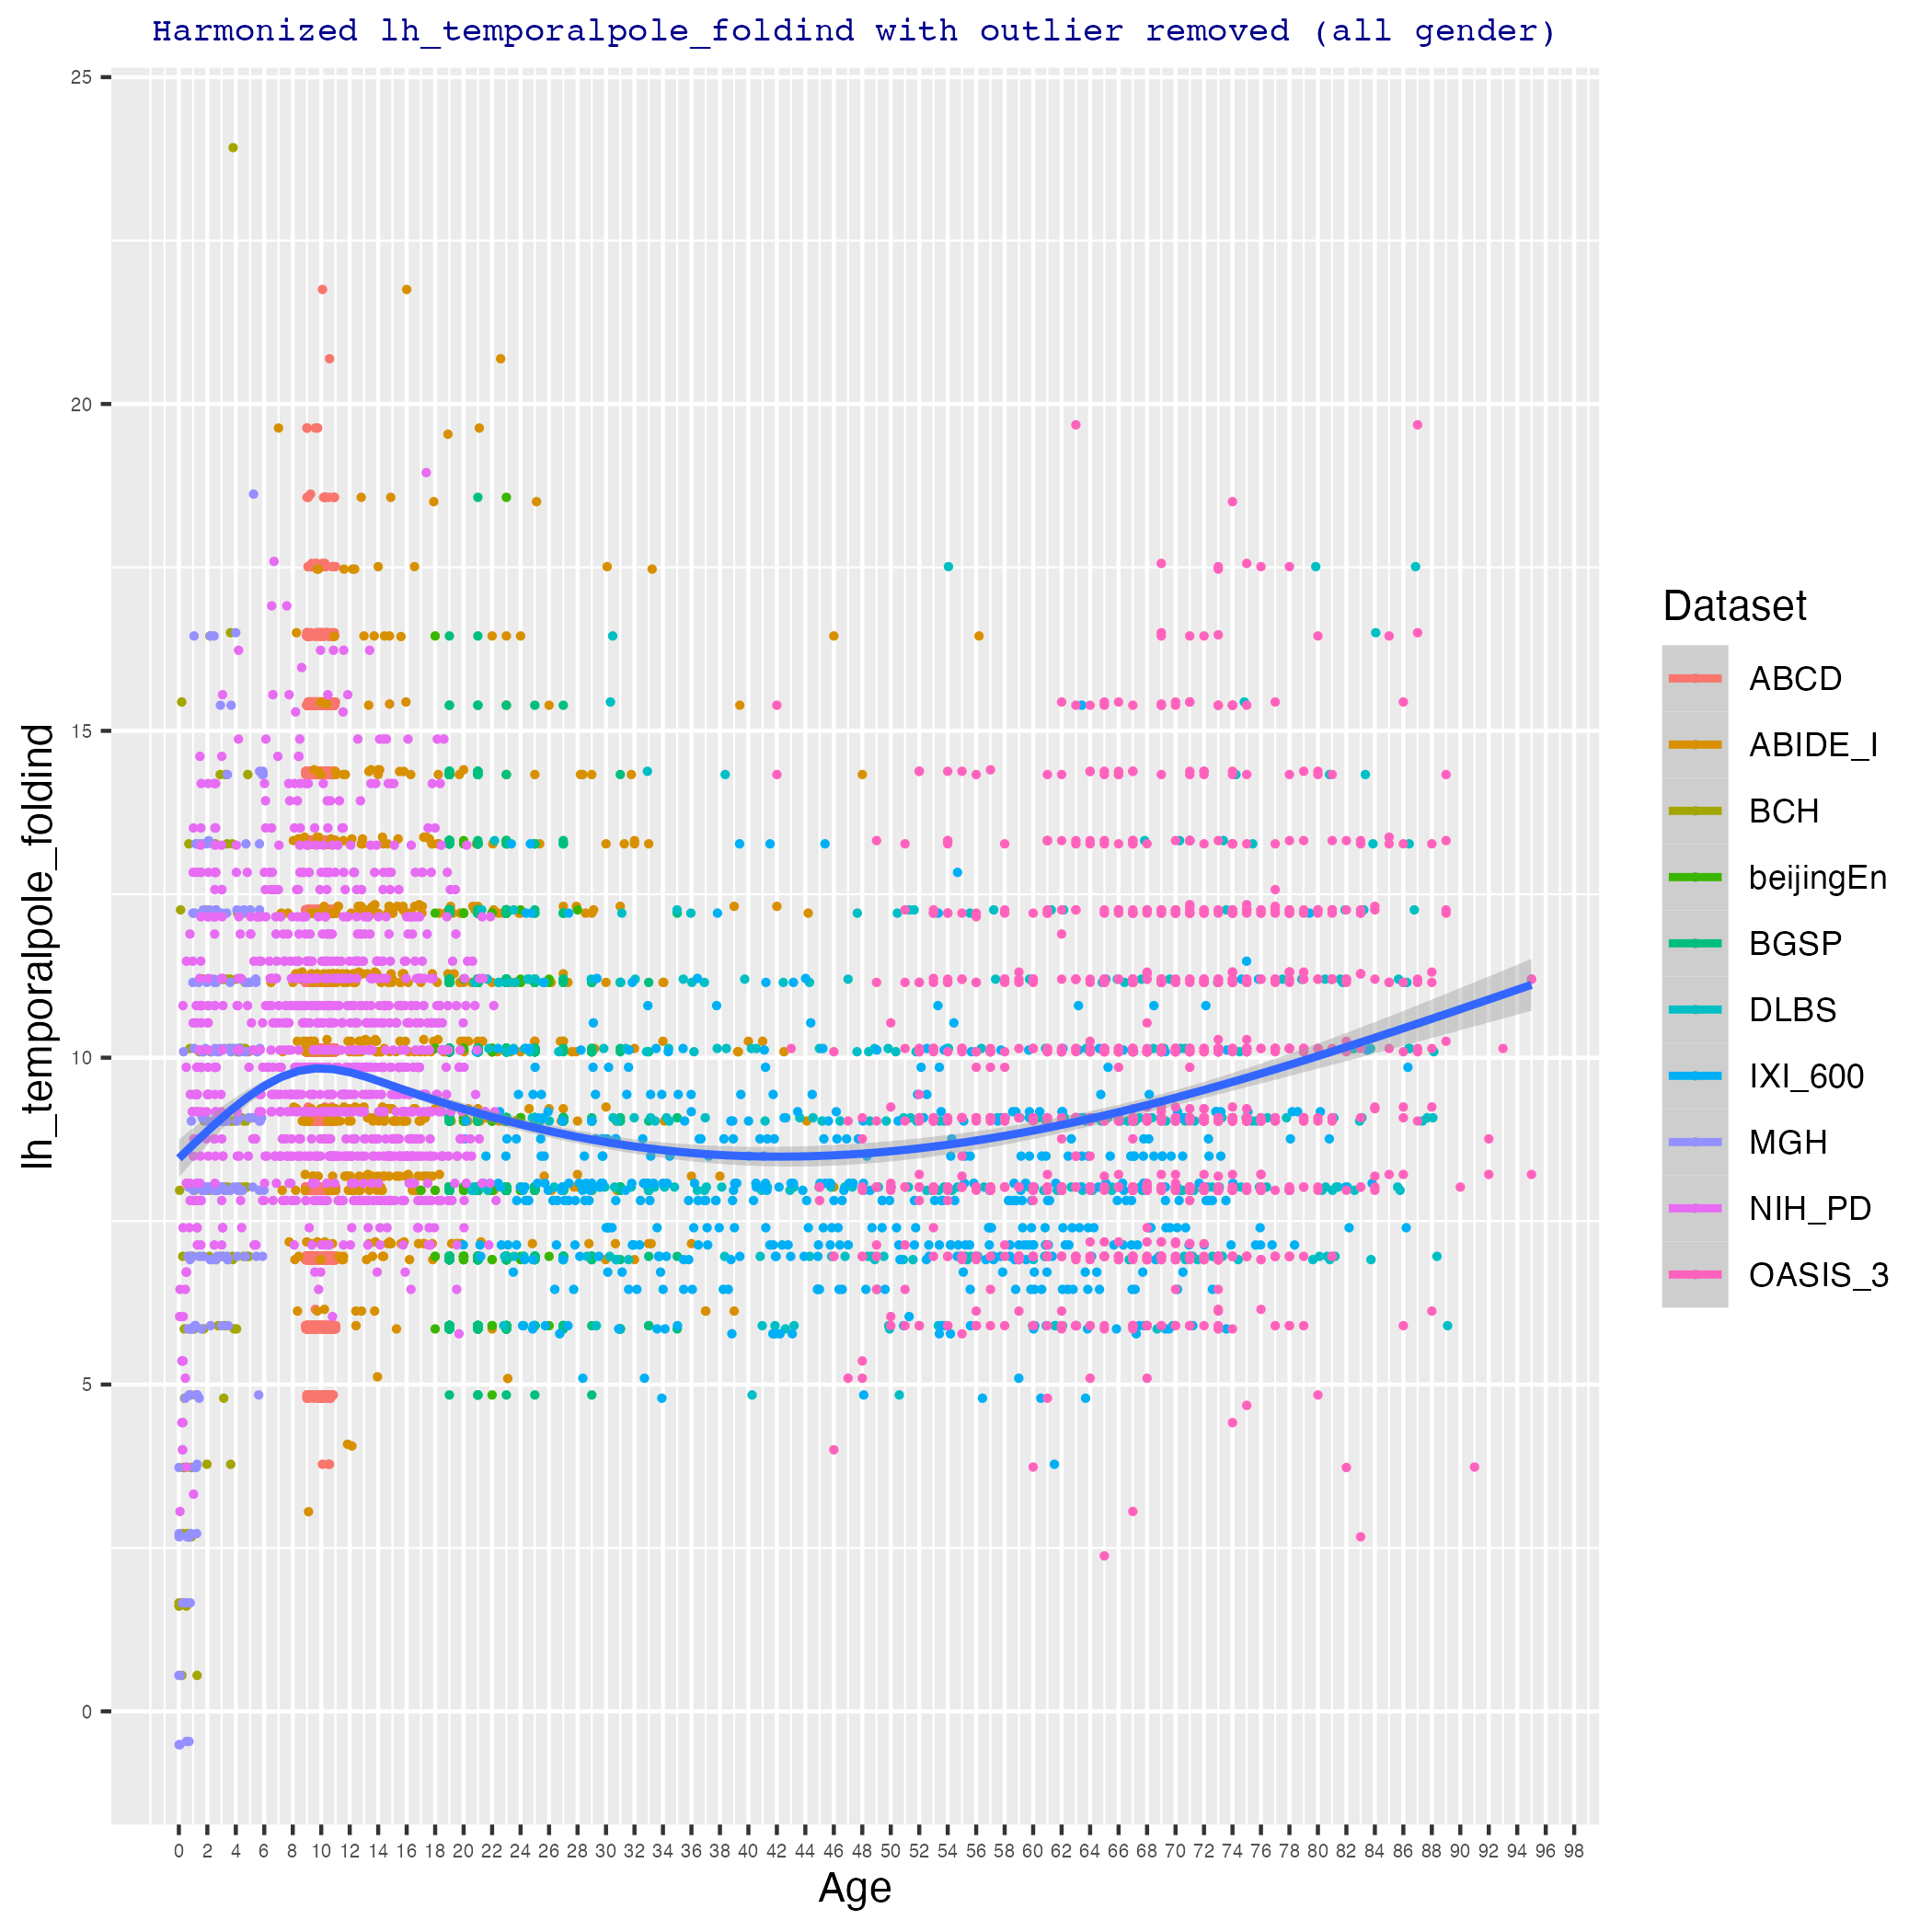 Harmonized lh_temporalpole_foldind with outlier removed (all gender)
25
20
15
10
5
0
lh_temporalpole_foldind
0 2 4 6 8 10 12 14 16 18 20 22 24 26 28 30 32 34 36 38 40 42 44 46 48 50 52 54 56 58 60 62 64 66 68 70 72 74 76 78 80 82 84 86 88 90 92 94 96 98
Age
Dataset
ABCD
ABIDE_I
BCH
beijingEn
BGSP
DLBS
IXI_600
MGH
NIH_PD
OASIS_3